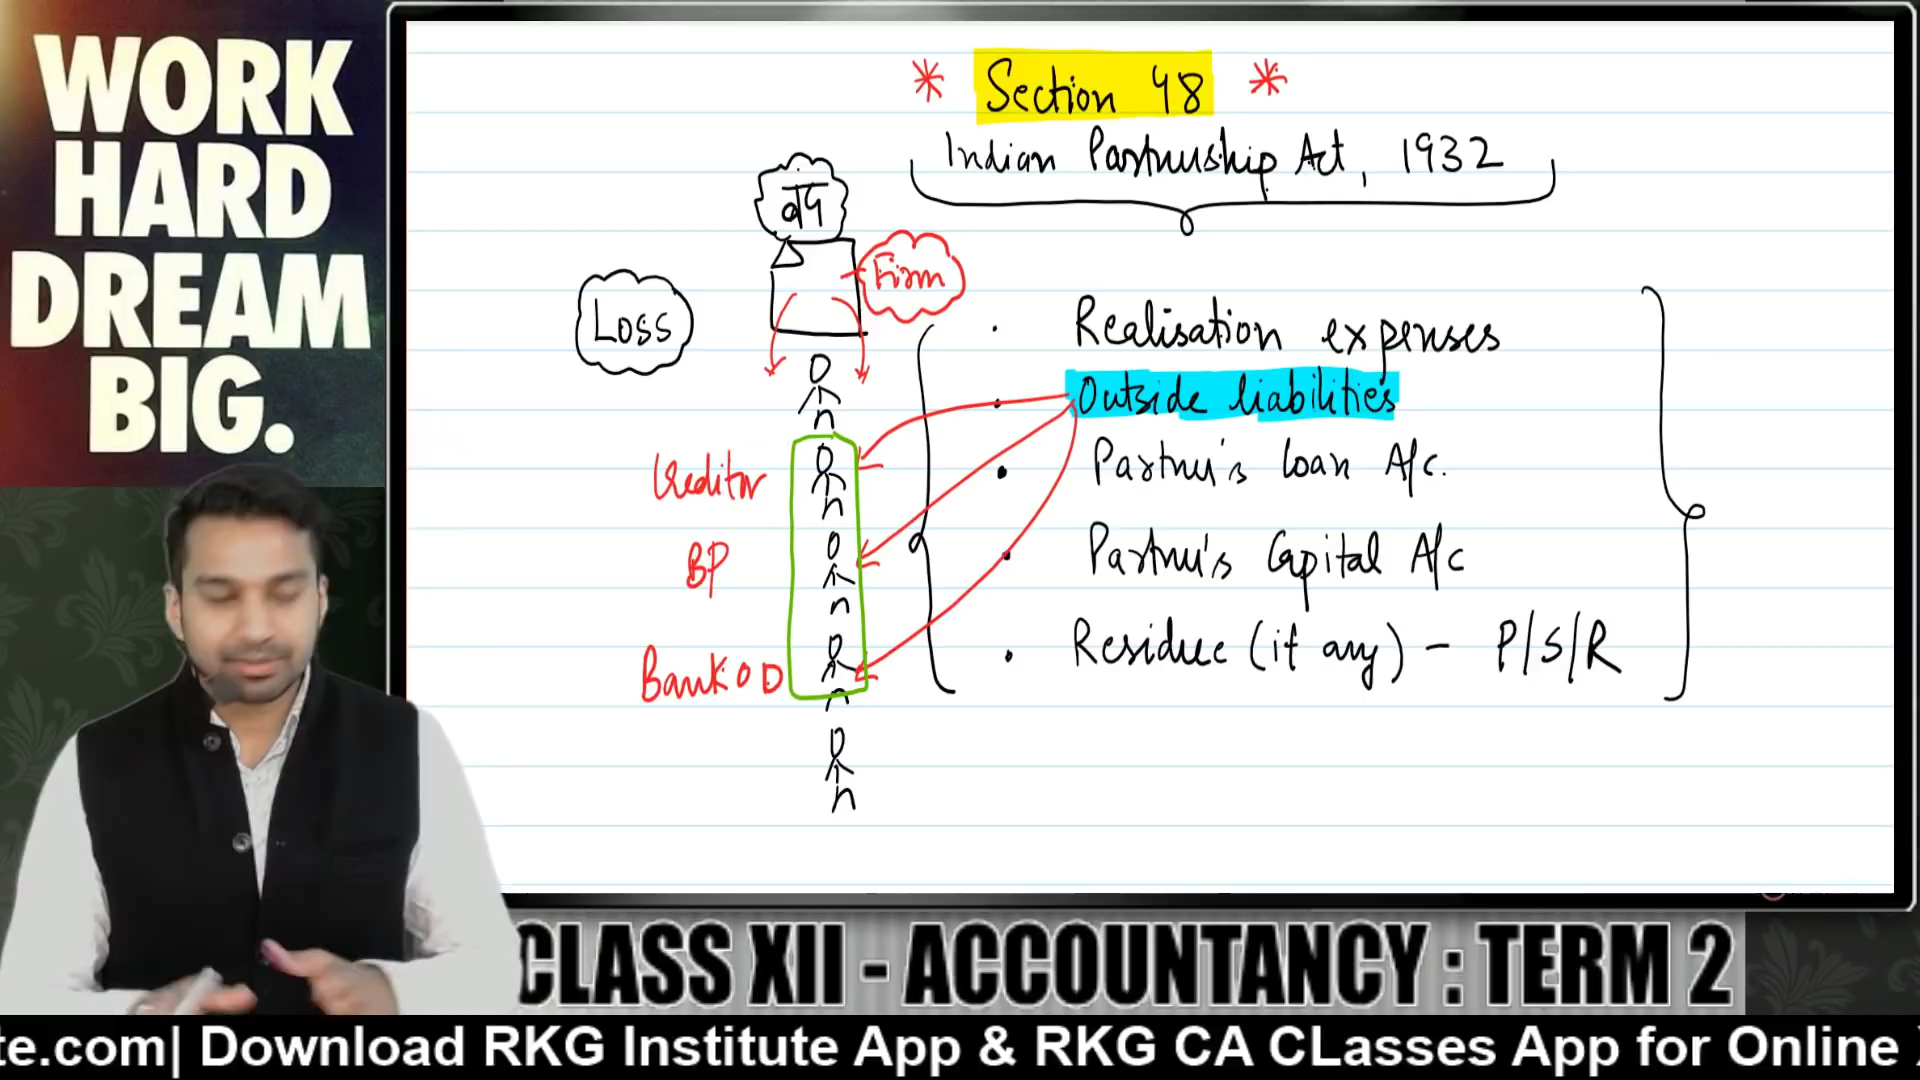 WORK
HARD
DREAM
BIG.
* Section 48 *
Indian Partnership Act, 1932
Firm
Loss
· Realisation expenses
· Outside liabilities
· Partner's loan A/c.
· Partner's Capital A/c
· Residue (if any) - P/S/R
Creditor
BP
Bank OD
CLASS XII - ACCOUNTANCY : TERM 2
te.com| Download RKG Institute App & RKG CA CLasses App for Online